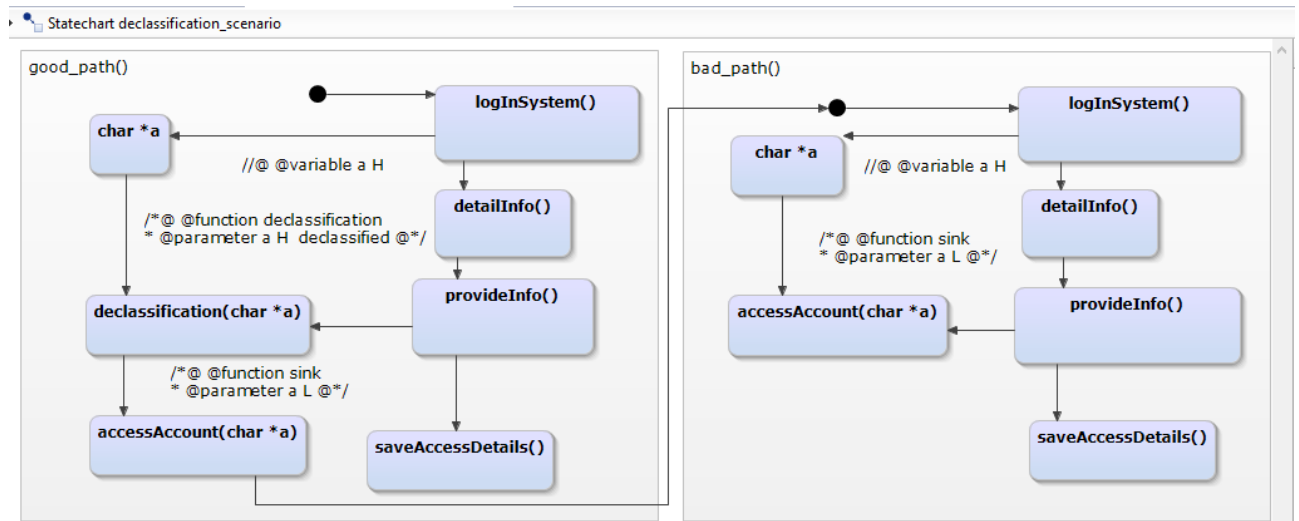 Statechart declassification_scenario
good_path()
logInSystem()
char *a
//@ @variable a H
detailInfo()
/*@ @function declassification
* @parameter a H  declassified @*/
provideInfo()
declassification(char *a)
/*@ @function sink
* @parameter a L @*/
accessAccount(char *a)
saveAccessDetails()
bad_path()
logInSystem()
char *a
//@ @variable a H
detailInfo()
/*@ @function sink
* @parameter a L @*/
provideInfo()
accessAccount(char *a)
saveAccessDetails()